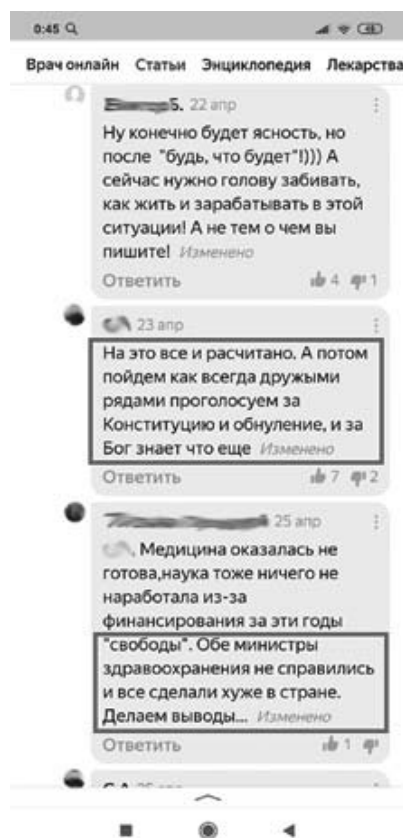 0:45
48
Врач онлайн Статьи Энциклопедия Лекарства
Б. 22 апр
Ну конечно будет ясность, но
после "будь, что будет"!))) А
сейчас нужно голову забивать,
как жить и зарабатывать в этой
ситуации! А не тем о чем вы
пишите! Изменено
Ответить 4 1
23 апр
На это все и расчитано. А потом
пойдем как всегда дружыми
рядами проголосуем за
Конституцию и обнуление, и за
Бог знает что еще Изменено
Ответить 7 2
25 апр
. Медицина оказалась не
готова,наука тоже ничего не
наработала из-за
финансирования за эти годы
"свободы". Обе министры
здравоохранения не справились
и все сделали хуже в стране.
Делаем выводы... Изменено
Ответить 1